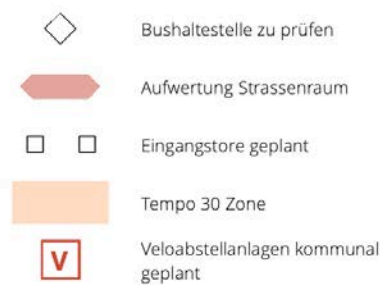 Bushaltestelle zu prüfen
Aufwertung Strassenraum
Eingangstore geplant
Tempo 30 Zone
V
Veloabstellanlagen kommunal
geplant